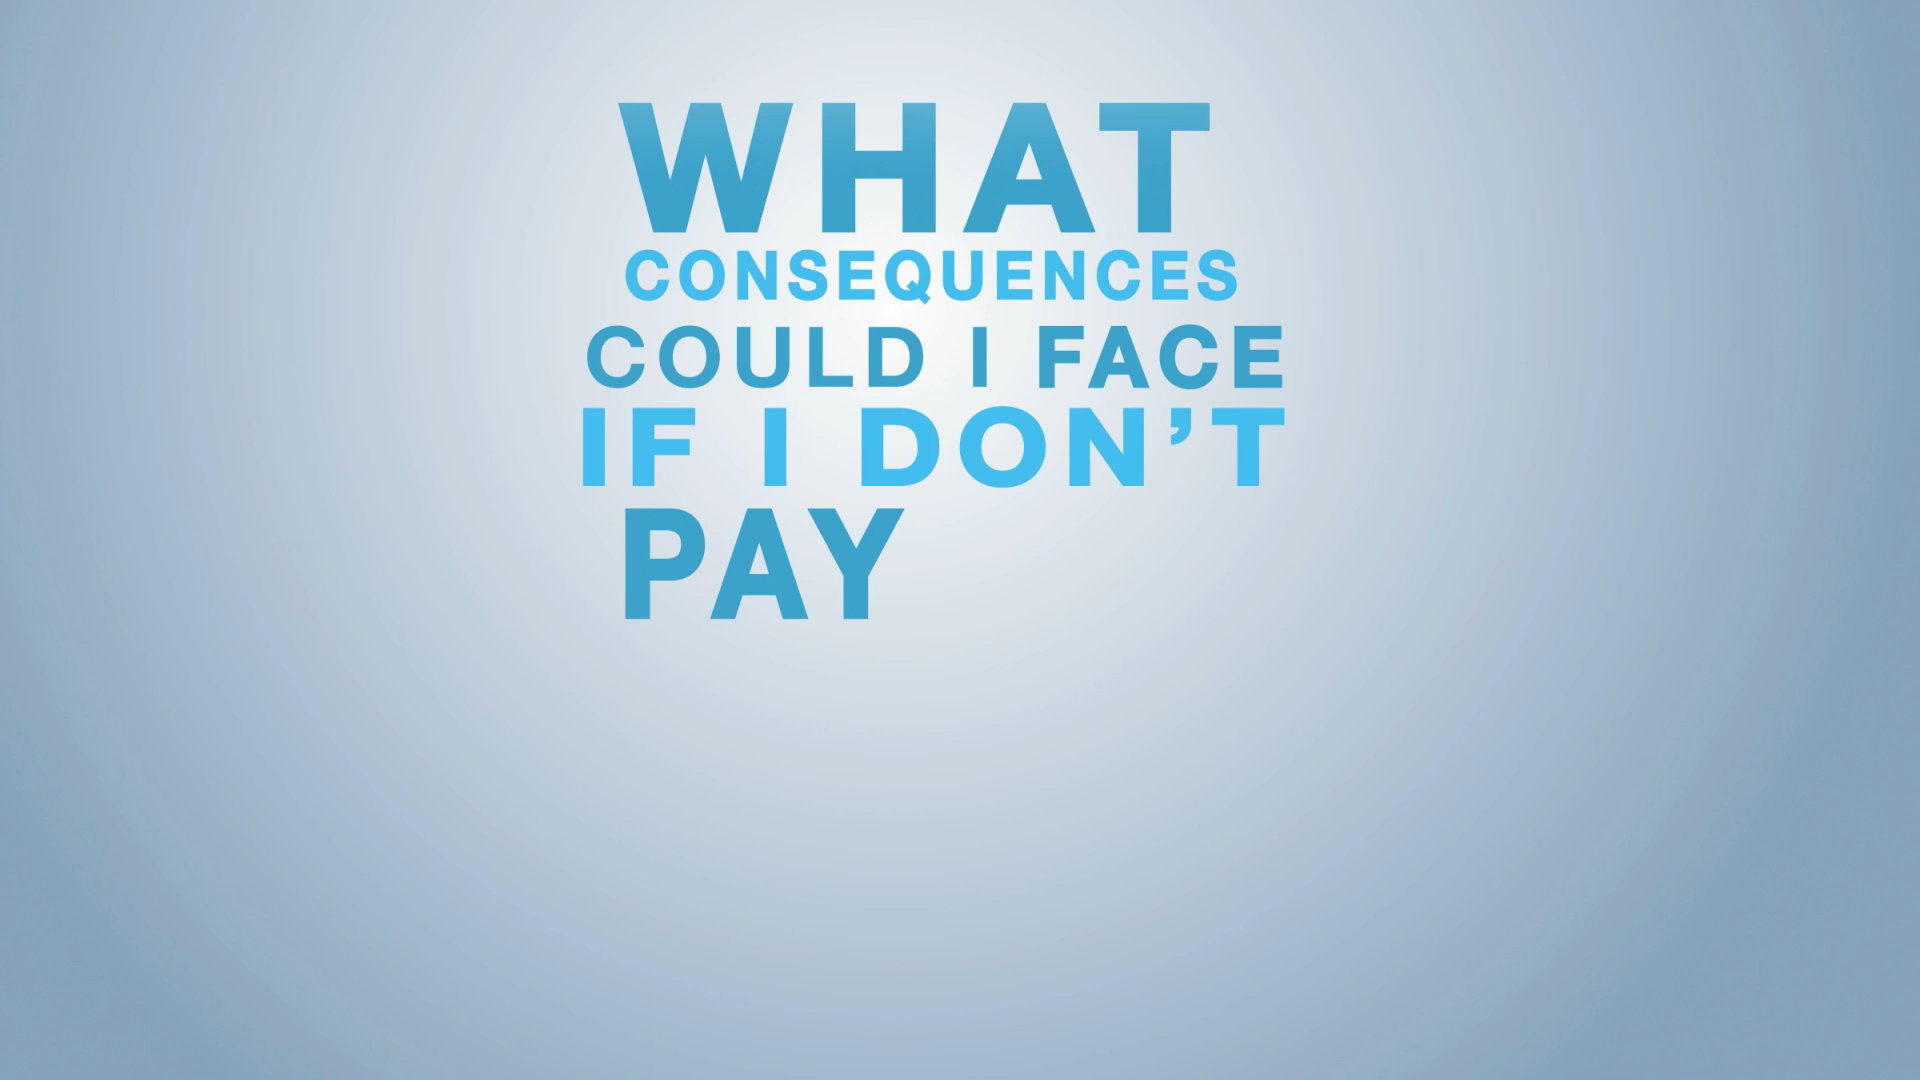 WHAT
CONSEQUENCES
COULD I FACE
IF I DON’T
PAY